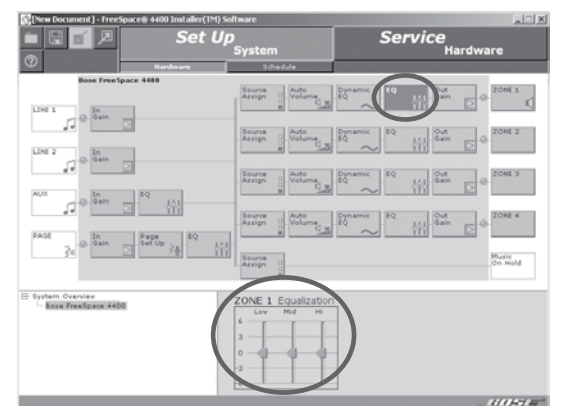 [New Document] - FreeSpace® 4400 Installer(TM) Software
Set Up
System
Service
Hardware
Hardware
Schedule
Bose FreeSpace 4400
LINE 1
In Gain
LINE 2
In Gain
AUX
In Gain
EQ
PAGE
In Gain
Page Set Up
EQ
Source Assign
Auto Volume
Dynamic EQ
EQ
Out Gain
ZONE 1
Source Assign
Auto Volume
Dynamic EQ
EQ
Out Gain
ZONE 2
Source Assign
Auto Volume
Dynamic EQ
EQ
Out Gain
ZONE 3
Source Assign
Auto Volume
Dynamic EQ
EQ
Out Gain
ZONE 4
Source Assign
Music On Hold
System Overview
Bose FreeSpace 4400
ZONE 1 Equalization
Low Mid Hi
6
3
0
-3
BOSE